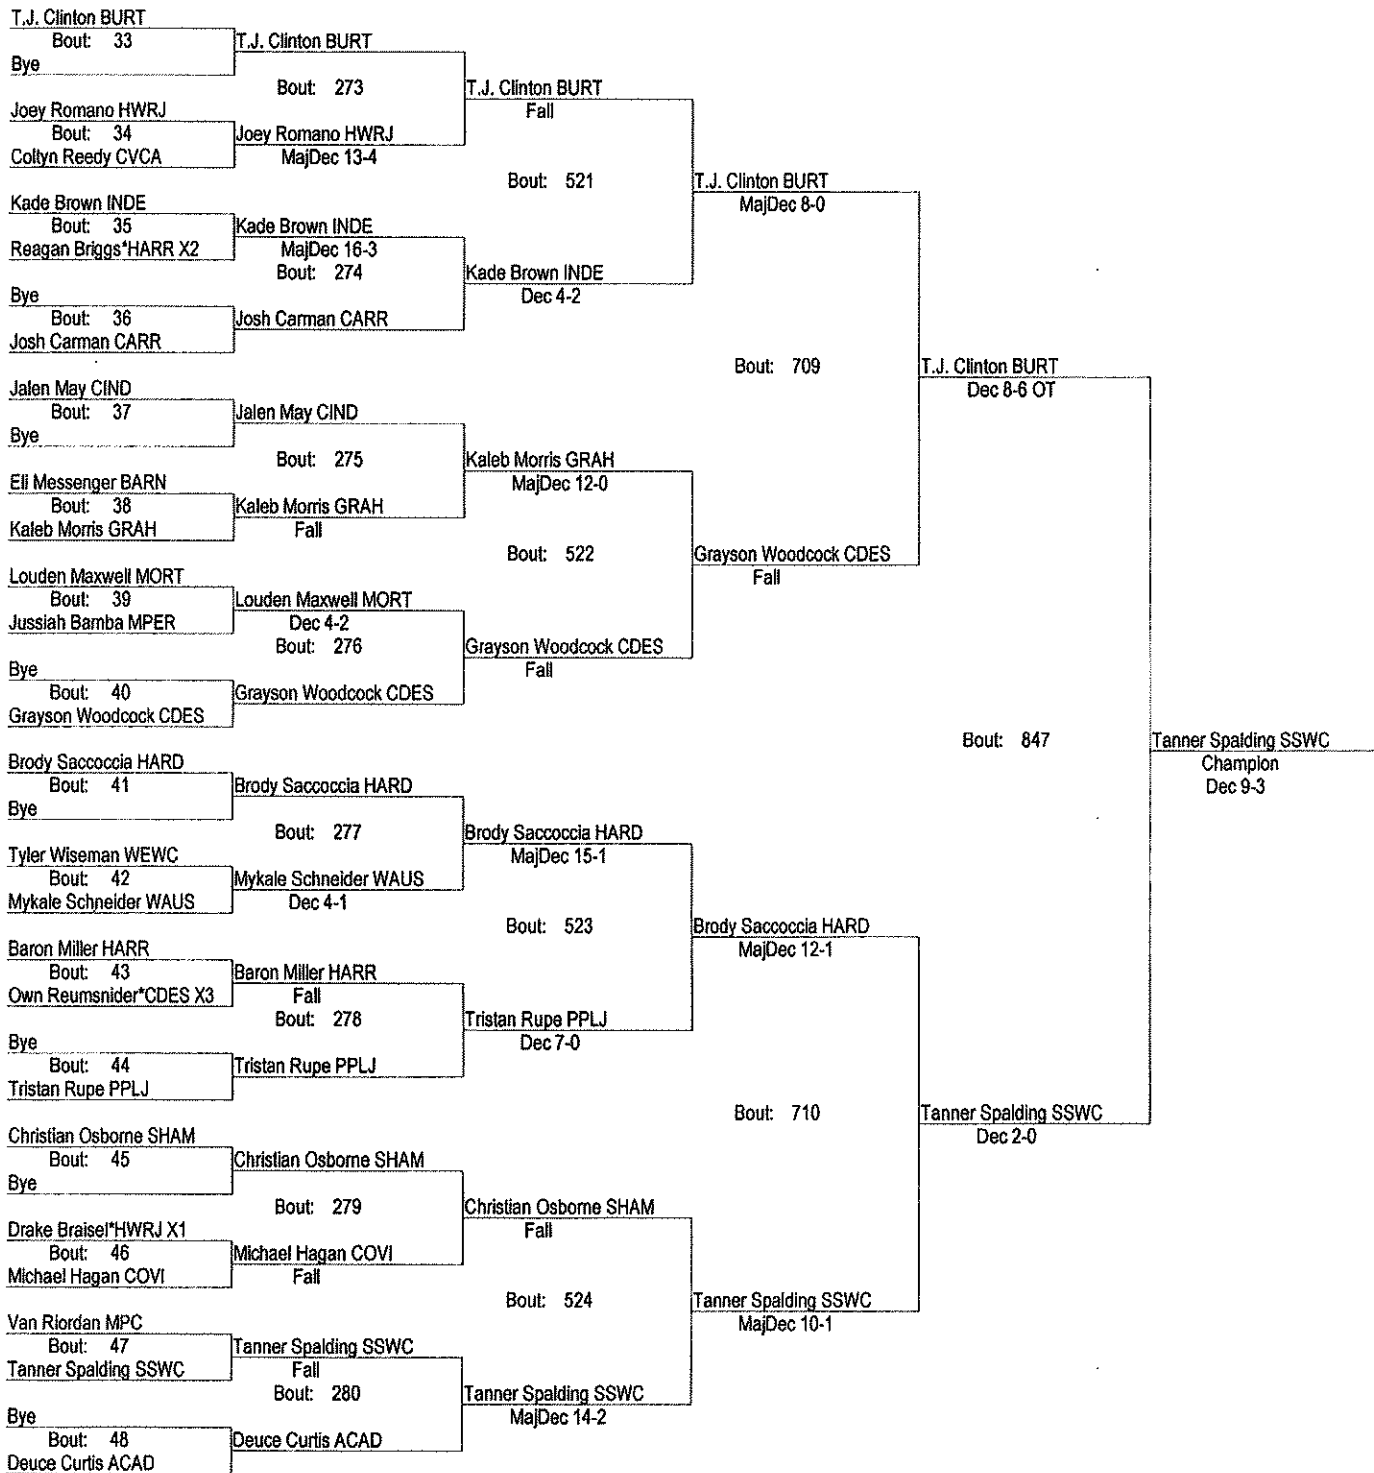 T.J. Clinton BURT
Bout: 33
Bye
T.J. Clinton BURT
Bout: 273
Joey Romano HWRJ
Bout: 34
Coltyn Reedy CVCA
Joey Romano HWRJ
MajDec 13-4
T.J. Clinton BURT
Fall
Bout: 521
Kade Brown INDE
Bout: 35
Reagan Briggs*HARR X2
Kade Brown INDE
MajDec 16-3
Bout: 274
Bye
Bout: 36
Josh Carman CARR
Josh Carman CARR
Kade Brown INDE
Dec 4-2
T.J. Clinton BURT
MajDec 8-0
Bout: 709
Jalen May CIND
Bout: 37
Bye
Jalen May CIND
Bout: 275
Eli Messenger BARN
Bout: 38
Kaleb Morris GRAH
Kaleb Morris GRAH
Fall
Kaleb Morris GRAH
MajDec 12-0
Bout: 522
Louden Maxwell MORT
Bout: 39
Jussiah Bamba MPER
Louden Maxwell MORT
Dec 4-2
Bout: 276
Bye
Bout: 40
Grayson Woodcock CDES
Grayson Woodcock CDES
Grayson Woodcock CDES
Fall
Grayson Woodcock CDES
Fall
T.J. Clinton BURT
Dec 8-6 OT
Bout: 847
Brody Saccoccia HARD
Bout: 41
Bye
Brody Saccoccia HARD
Bout: 277
Tyler Wiseman WEWC
Bout: 42
Mykale Schneider WAUS
Mykale Schneider WAUS
Dec 4-1
Brody Saccoccia HARD
MajDec 15-1
Bout: 523
Baron Miller HARR
Bout: 43
Own Reumsnider*CDES X3
Baron Miller HARR
Fall
Bout: 278
Bye
Bout: 44
Tristan Rupe PPLJ
Tristan Rupe PPLJ
Tristan Rupe PPLJ
Dec 7-0
Brody Saccoccia HARD
MajDec 12-1
Bout: 710
Christian Osborne SHAM
Bout: 45
Bye
Christian Osborne SHAM
Bout: 279
Drake Braisel*HWRJ X1
Bout: 46
Michael Hagan COVI
Michael Hagan COVI
Fall
Christian Osborne SHAM
Fall
Bout: 524
Van Riordan MPC
Bout: 47
Tanner Spalding SSWC
Tanner Spalding SSWC
Fall
Bout: 280
Bye
Bout: 48
Deuce Curtis ACAD
Deuce Curtis ACAD
Tanner Spalding SSWC
MajDec 14-2
Tanner Spalding SSWC
MajDec 10-1
Tanner Spalding SSWC
Dec 2-0
Tanner Spalding SSWC
Champion
Dec 9-3